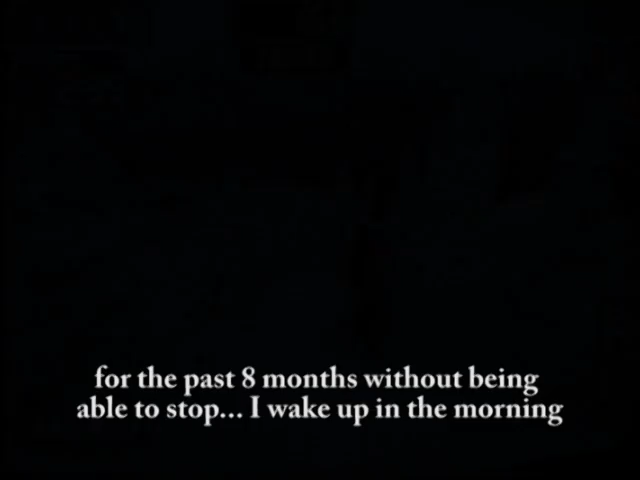 for the past 8 months without being
able to stop... I wake up in the morning